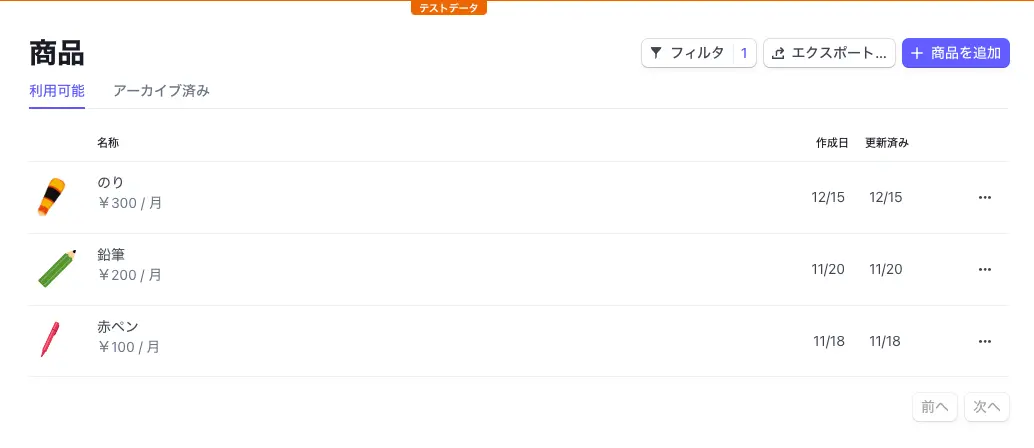 テストデータ
商品
フィルタ 1
エクスポート...
+ 商品を追加
利用可能 アーカイブ済み
名称 作成日 更新済み
のり
¥300 / 月
12/15 12/15
鉛筆
¥200 / 月
11/20 11/20
赤ペン
¥100 / 月
11/18 11/18
前へ 次へ